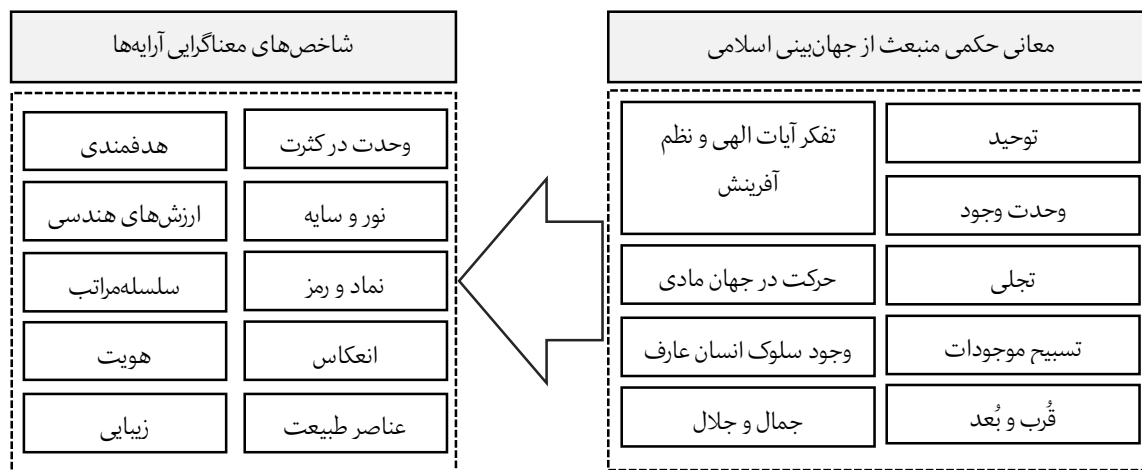 معانی حکمی منبعث از جهان‌بینی اسلامی
توحید
وحدت وجود
تجلی
تسبیح موجودات
قُرب و بُعد
تفکر آیات الهی و نظم
آفرینش
حرکت در جهان مادی
وجود سلوک انسان عارف
جمال و جلال
شاخص‌های معناگرایی آرایه‌ها
وحدت در کثرت
نور و سایه
نماد و رمز
انعکاس
عناصر طبیعت
هدفمندی
ارزش‌های هندسی
سلسله‌مراتب
هویت
زیبایی